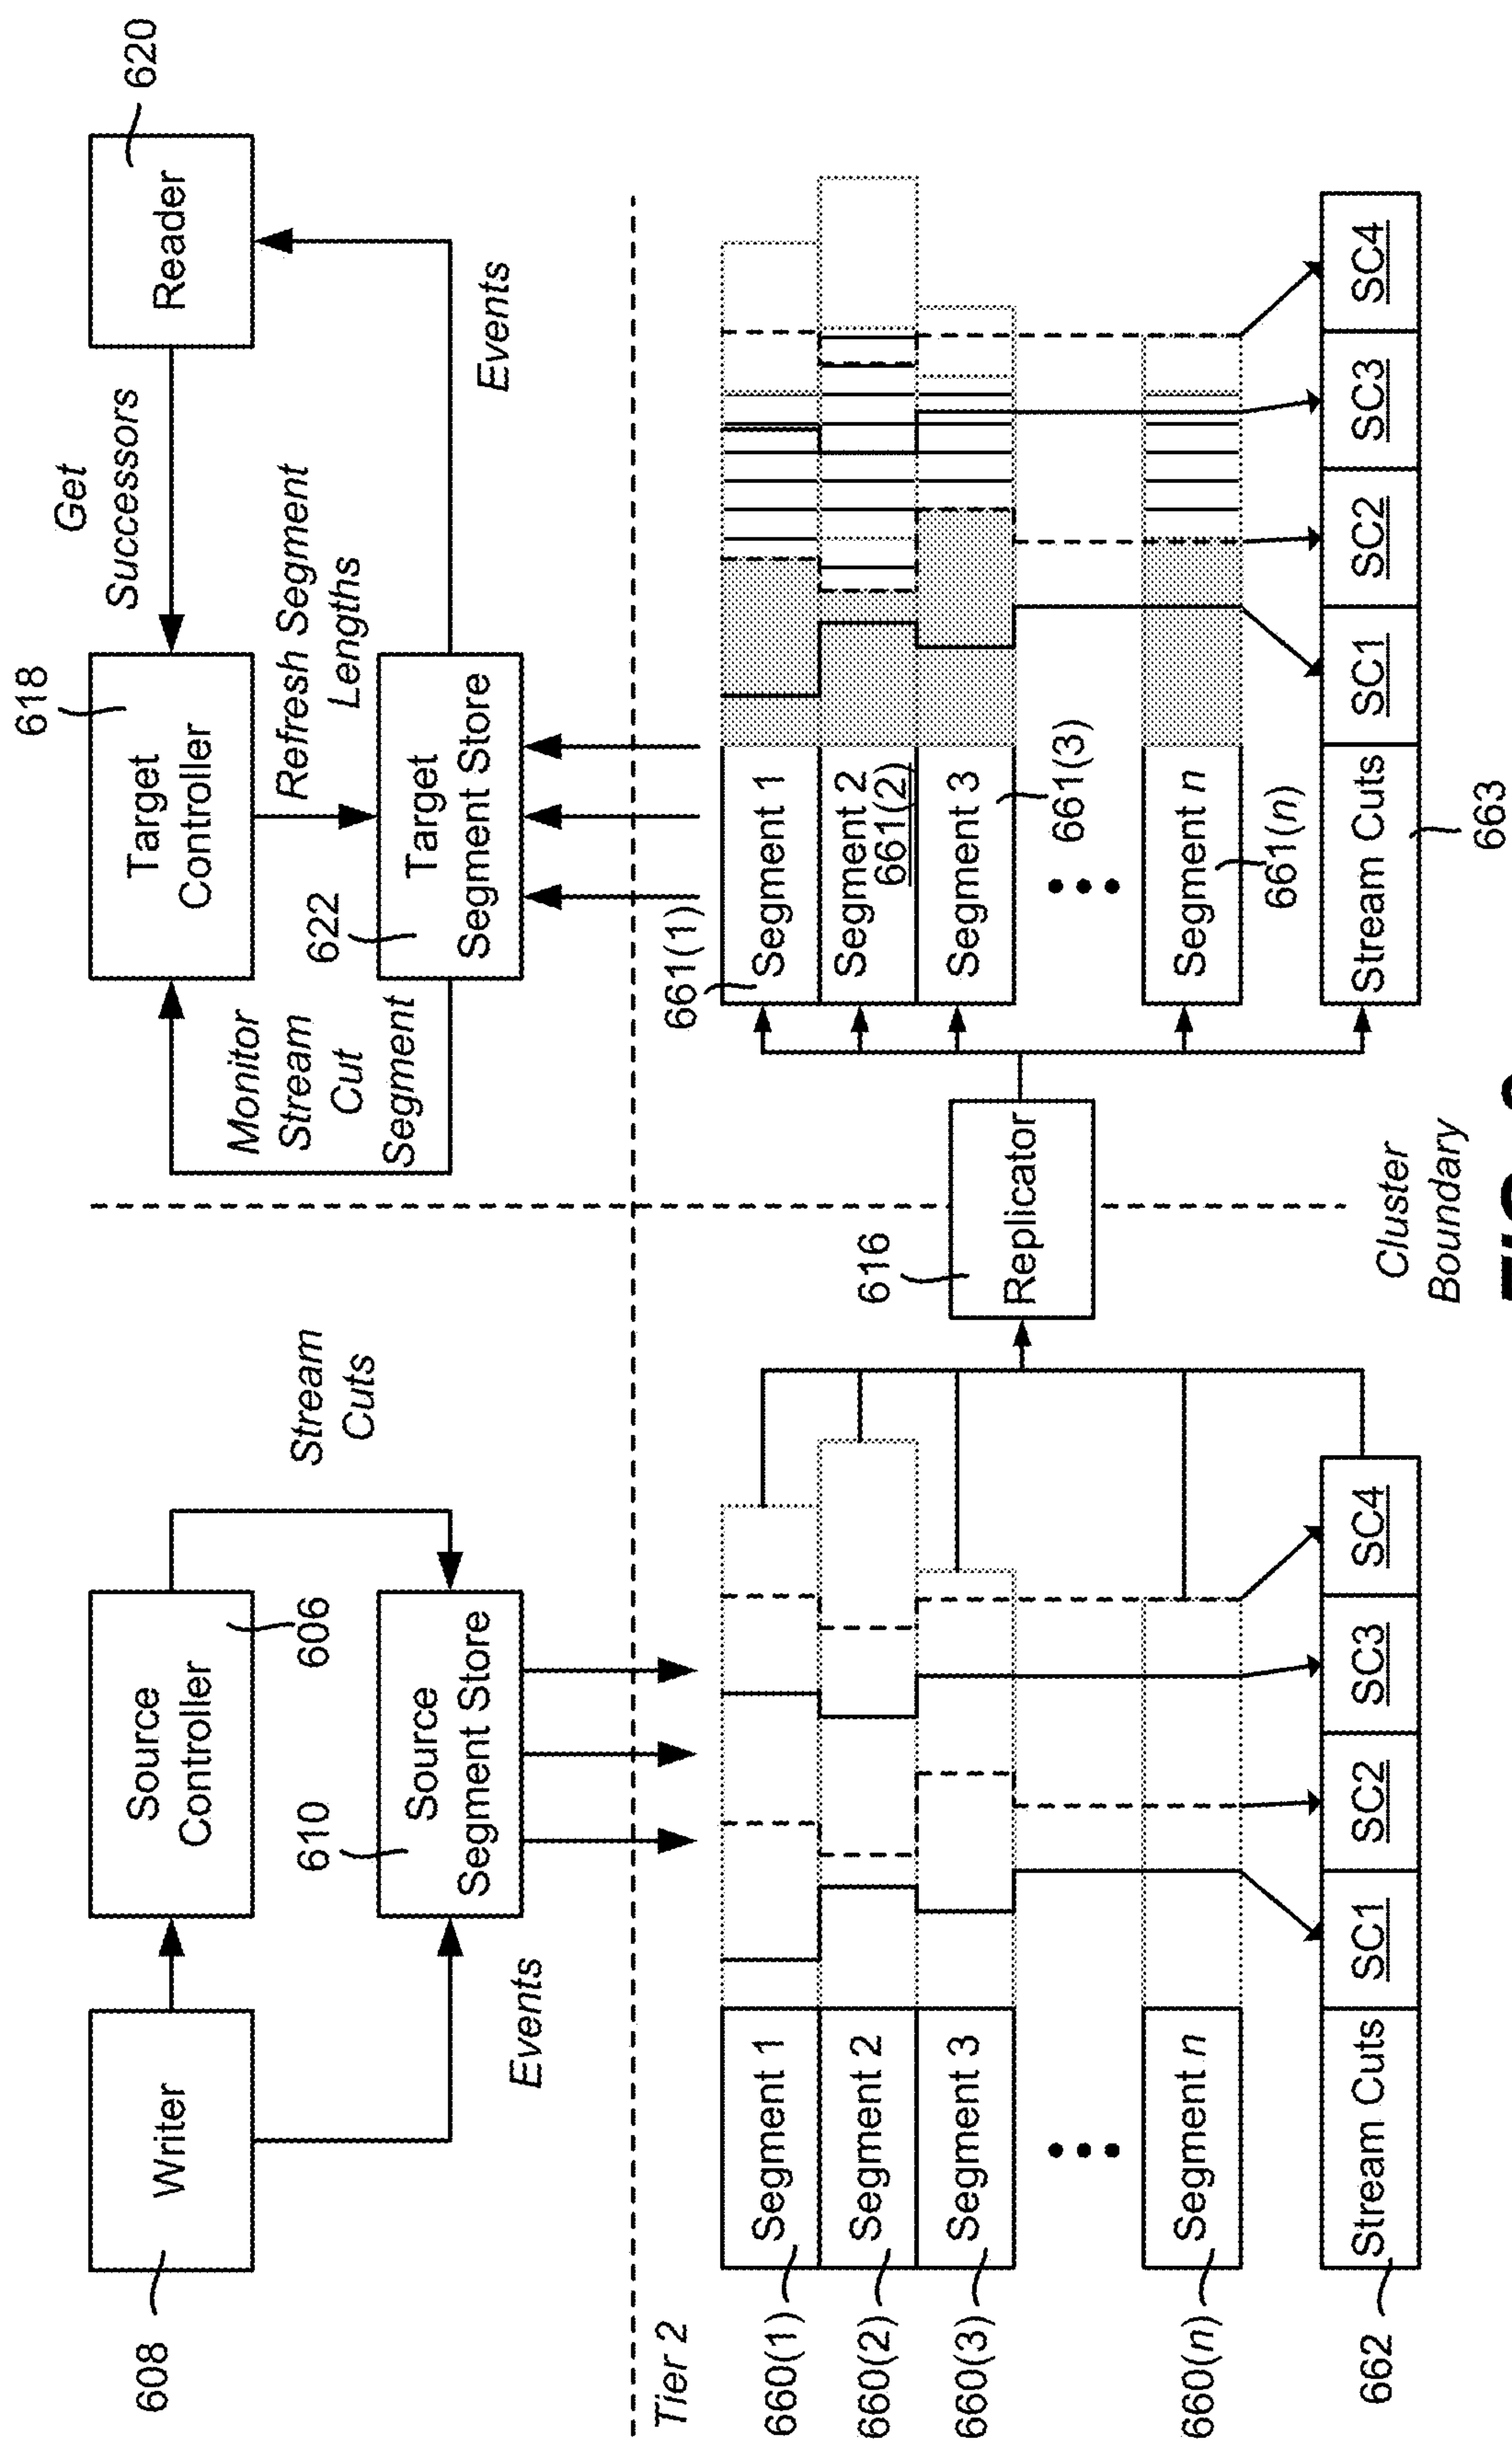 608
Writer
Source
Controller
606
Stream
Cuts
610
Source
Segment Store
Events
618
Target
Controller
Get
Successors
Reader
620
Refresh Segment
Lengths
Monitor
Stream
Cut
Segment
622
Target
Segment Store
Events
Tier 2
660(1)
Segment 1
660(2)
Segment 2
660(3)
Segment 3
660(n)
Segment n
662
Stream Cuts
SC1
SC2
SC3
SC4
616
Replicator
Cluster
Boundary
661(1)
Segment 1
Segment 2
661(2)
Segment 3
661(3)
Segment n
661(n)
Stream Cuts
663
SC1
SC2
SC3
SC4